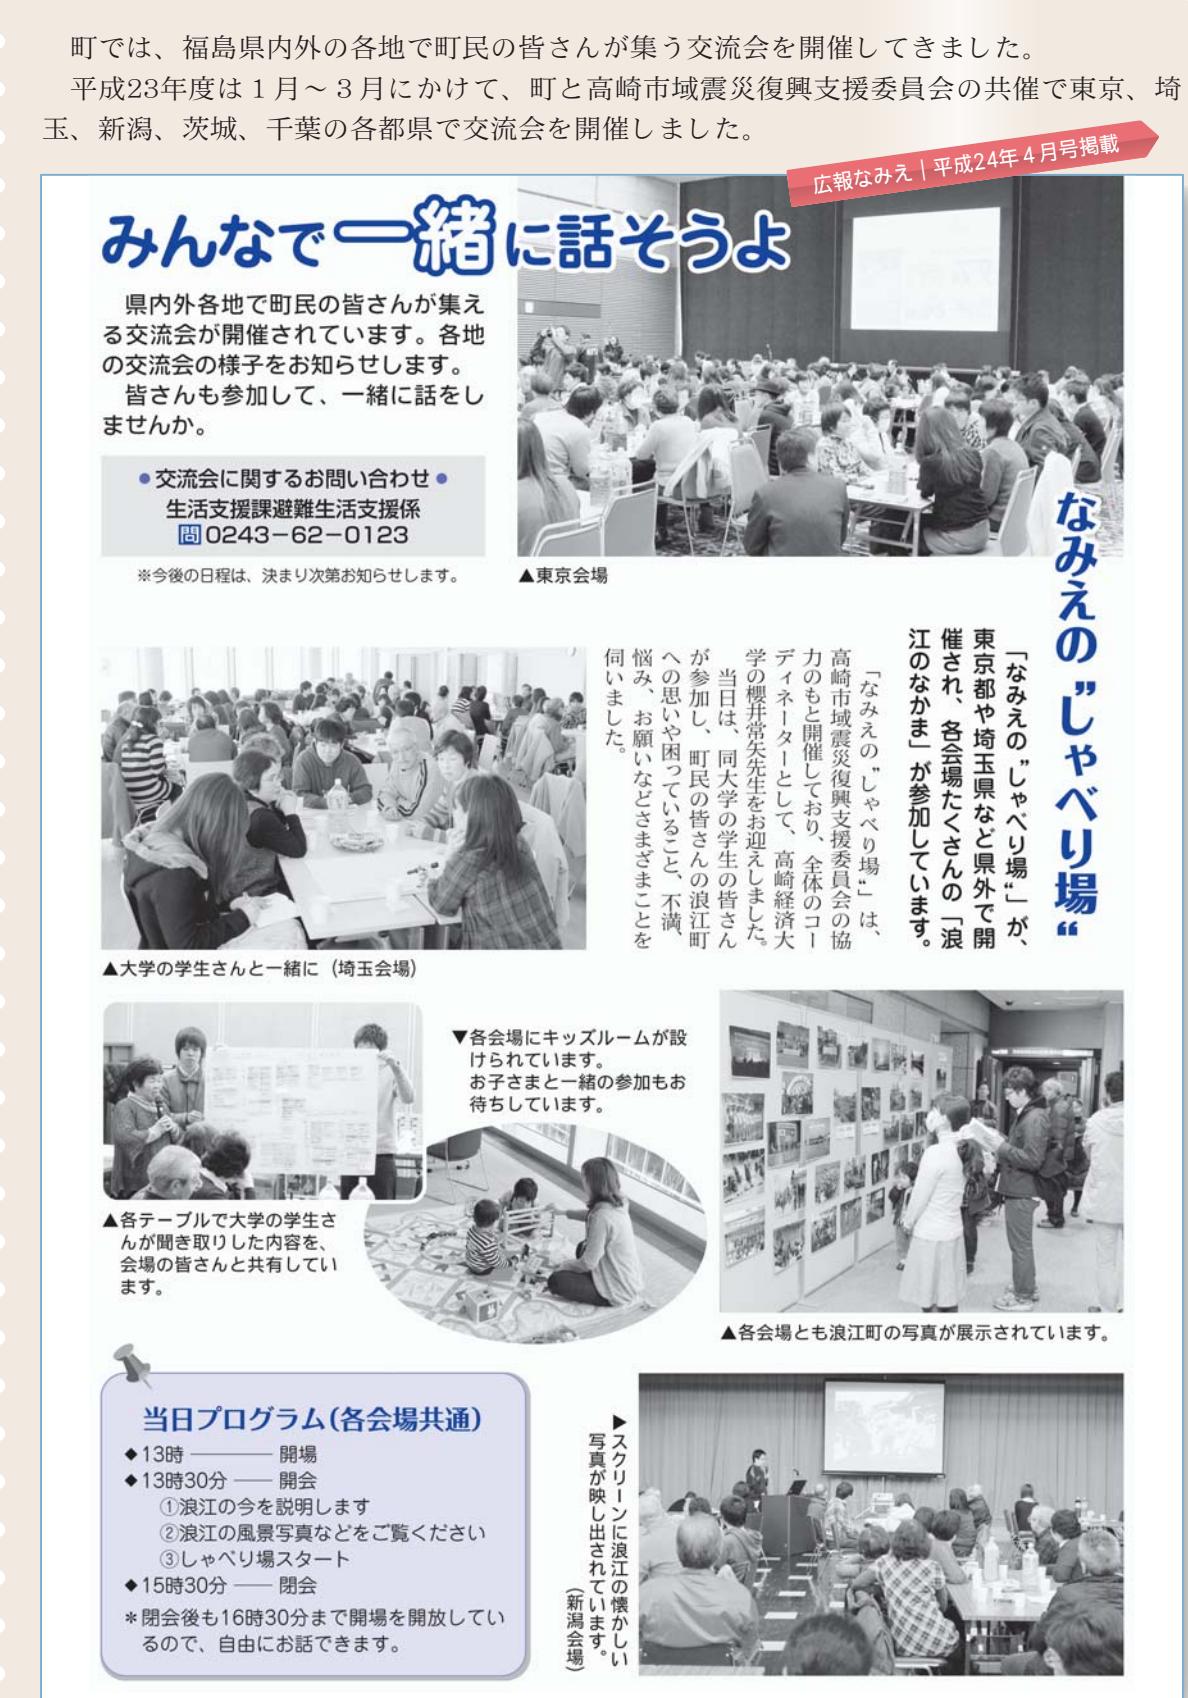 町では、福島県内外の各地で町民の皆さんが集う交流会を開催してきました。
平成23年度は１月～３月にかけて、町と高崎市域震災復興支援委員会の共催で東京、埼
玉、新潟、茨城、千葉の各都県で交流会を開催しました。
広報なみえ｜平成24年４月号掲載
みんなで一緒に話そうよ
県内外各地で町民の皆さんが集え
る交流会が開催されています。各地
の交流会の様子をお知らせします。
皆さんも参加して、一緒に話をし
ませんか。
●交流会に関するお問い合わせ●
生活支援課避難生活支援係
問0243－62－0123
※今後の日程は、決まり次第お知らせします。
▲東京会場
なみえの〝しゃべり場〟
「なみえの〝しゃべり場〟」が、
東京都や埼玉県など県外で開
催され、各会場たくさんの「浪
江のなかま」が参加しています。
「なみえの〝しゃべり場〟」は、
高崎市域震災復興支援委員会の協
力のもと開催しており、全体のコー
ディネーターとして、高崎経済大
学の櫻井常矢先生をお迎えしました。
当日は、同大学の学生の皆さん
が参加し、町民の皆さんの浪江町
への思いや困っていること、不満、
悩み、お願いなどさまざまことを
伺いました。
▲大学の学生さんと一緒に（埼玉会場）
▼各会場にキッズルームが設
けられています。
お子さまと一緒の参加もお
待ちしています。
▲各テーブルで大学の学生さ
んが聞き取りした内容を、
会場の皆さんと共有してい
ます。
▲各会場とも浪江町の写真が展示されています。
当日プログラム（各会場共通）
◆13時 ――― 開場
◆13時30分 ―― 開会
①浪江の今を説明します
②浪江の風景写真などをご覧ください
③しゃべり場スタート
◆15時30分 ―― 閉会
＊閉会後も16時30分まで開場を開放してい
るので、自由にお話できます。
▶スクリーンに浪江の懐かしい
写真が映し出されています。
（新潟会場）